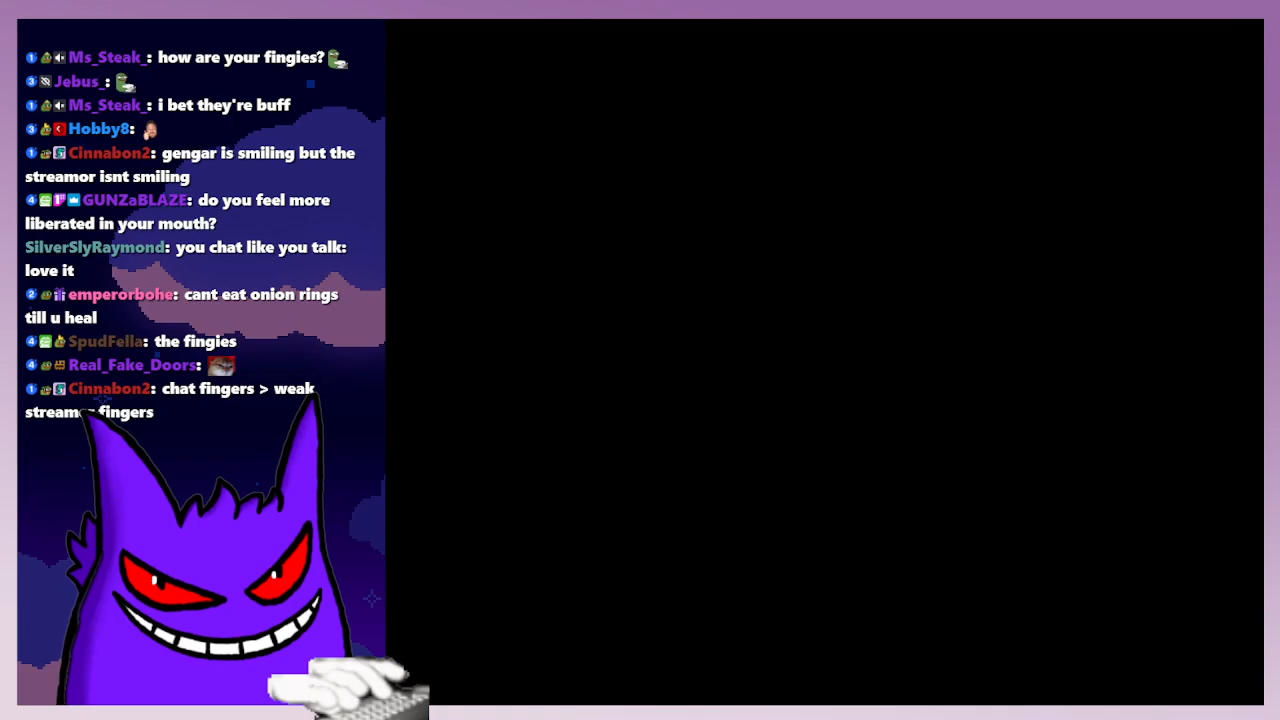 Ms_Steak_: how are your fingies?
Jebus_:
Ms_Steak_: i bet they're buff
Hobby8:
Cinnabon2: gengar is smiling but the
streamor isnt smiling
GUNZaBLAZE: do you feel more
liberated in your mouth?
SilverSlyRaymond: you chat like you talk:
love it
emperorbohe: cant eat onion rings
till u heal
SpudFella: the fingies
Real_Fake_Doors:
Cinnabon2: chat fingers > weak
streamor fingers